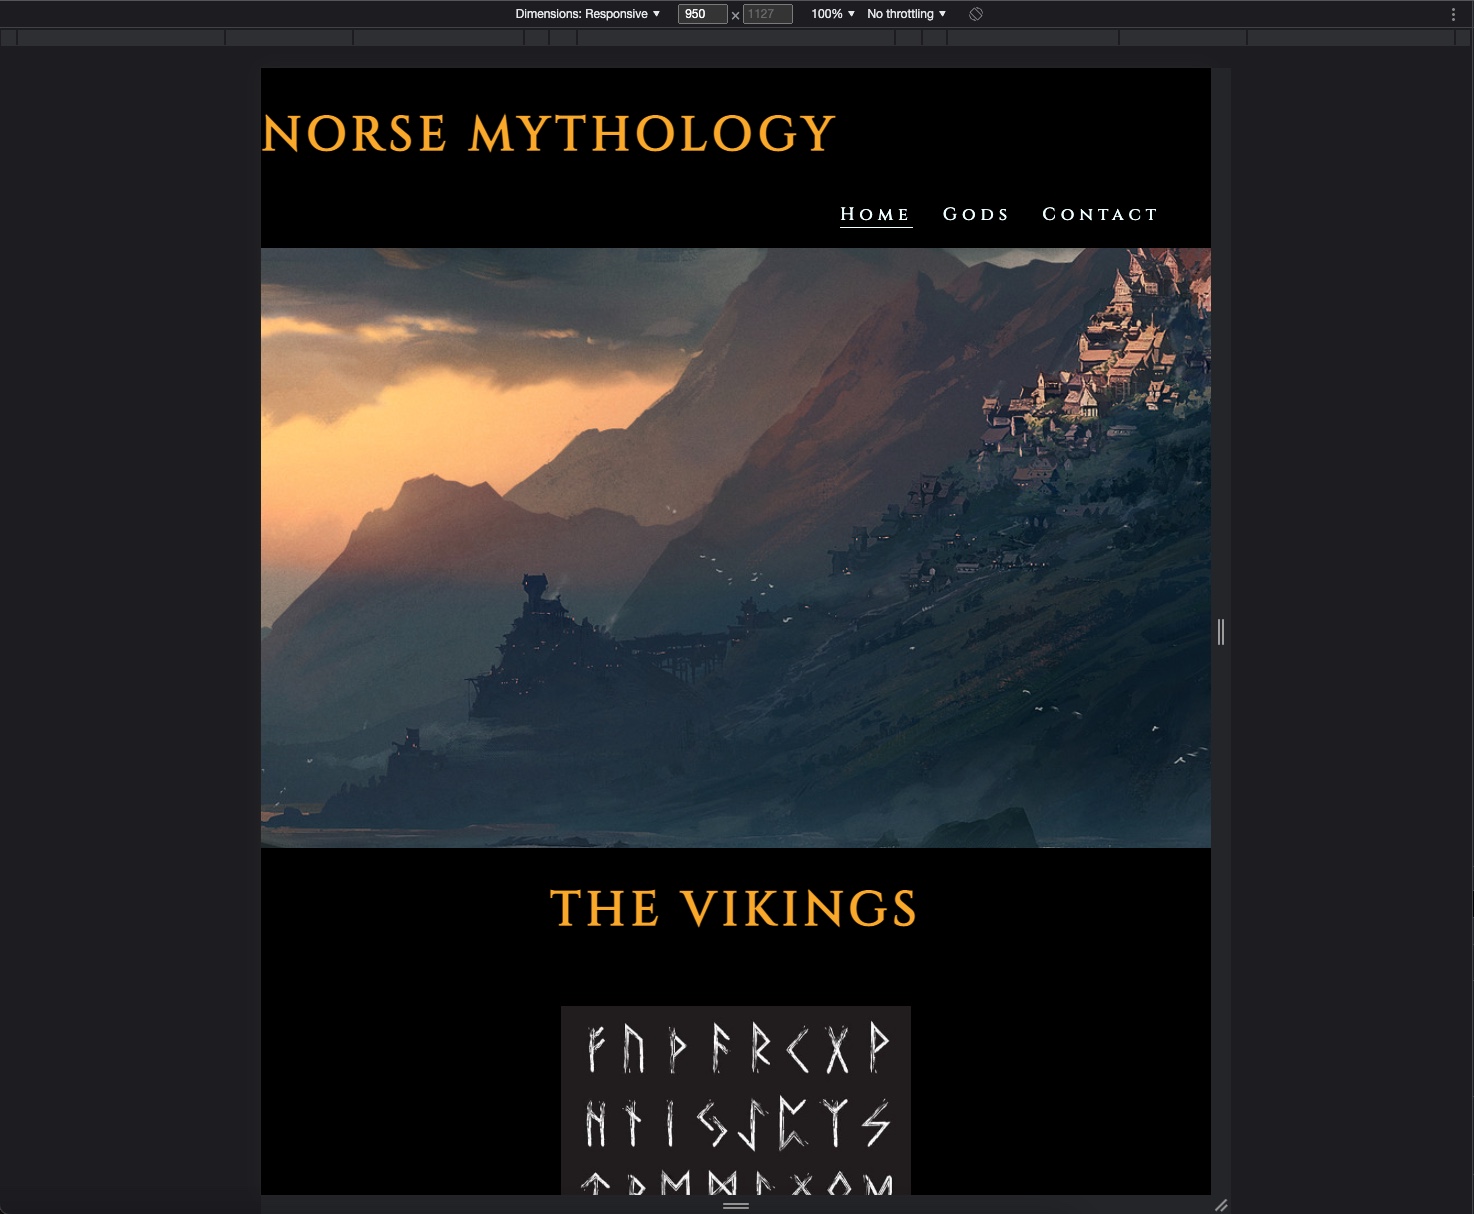 Dimensions: Responsive ▼ 950 × 1127 100% ▼ No throttling ▼
NORSE MYTHOLOGY
Home Gods Contact
THE VIKINGS
ᚠ ᚢ ᚦ ᚨ ᚱ ᚲ ᚷ ᚹ
ᚺ ᚾ ᛁ ᛃ ᛇ ᛈ ᛉ ᛊ
ᛏ ᛒ ᛖ ᛗ ᛚ ᛜ ᛟ ᛞ